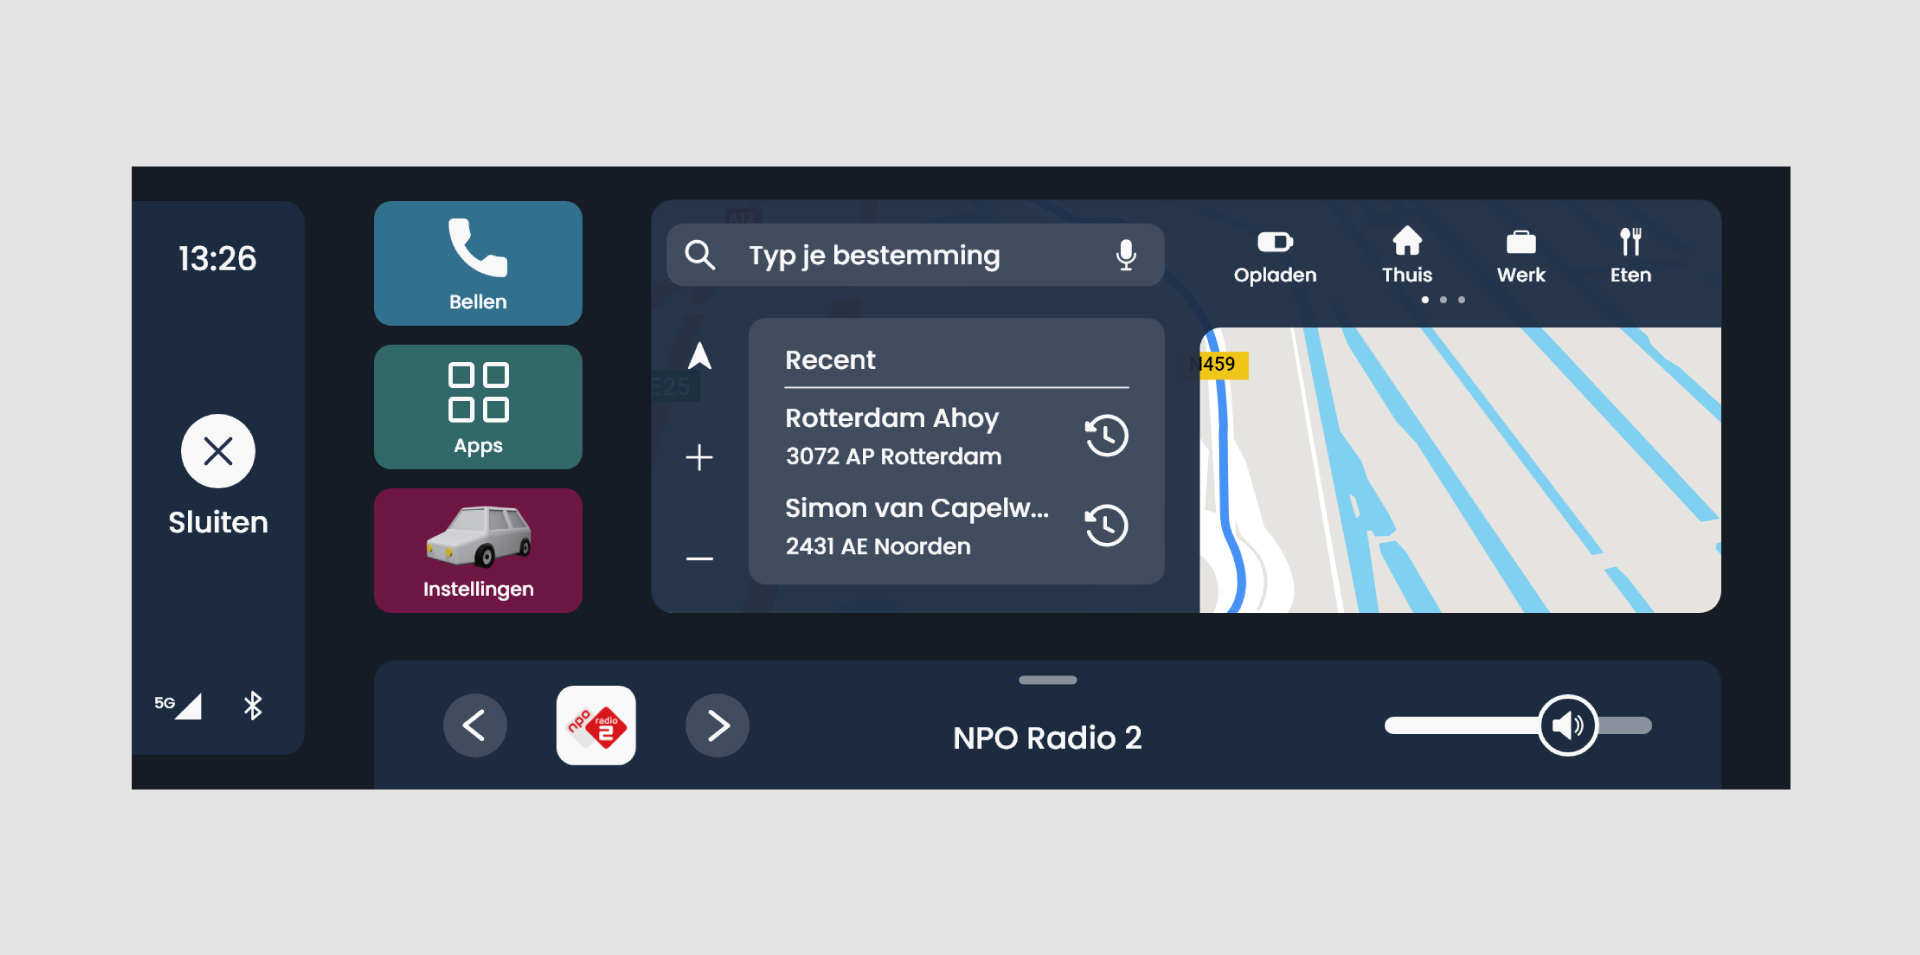 13:26
Sluiten
5G
Bellen
Apps
Instellingen
A12
E25
Typ je bestemming
Recent
Rotterdam Ahoy
3072 AP Rotterdam
Simon van Capelw...
2431 AE Noorden
Opladen
Thuis
Werk
Eten
N459
npo
radio
2
NPO Radio 2